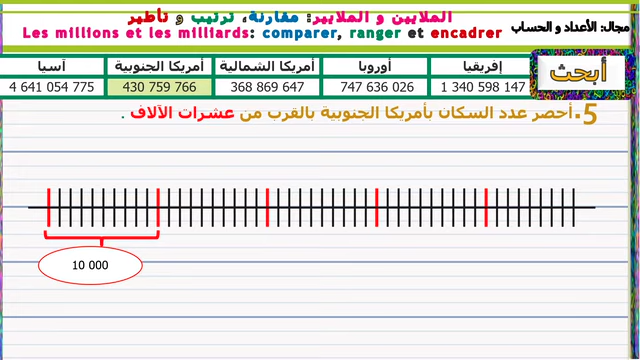 مجال: الأعداد و الحساب
الملايين و الملايير: مقارنة، ترتيب و تأطير
Les millions et les milliards: comparer, ranger et encadrer
أبحث
إفريقيا أوروبا أمريكا الشمالية أمريكا الجنوبية آسيا
1 340 598 147 747 636 026 368 869 647 430 759 766 4 641 054 775
5. أحصر عدد السكان بأمريكا الجنوبية بالقرب من عشرات الآلاف .
10 000